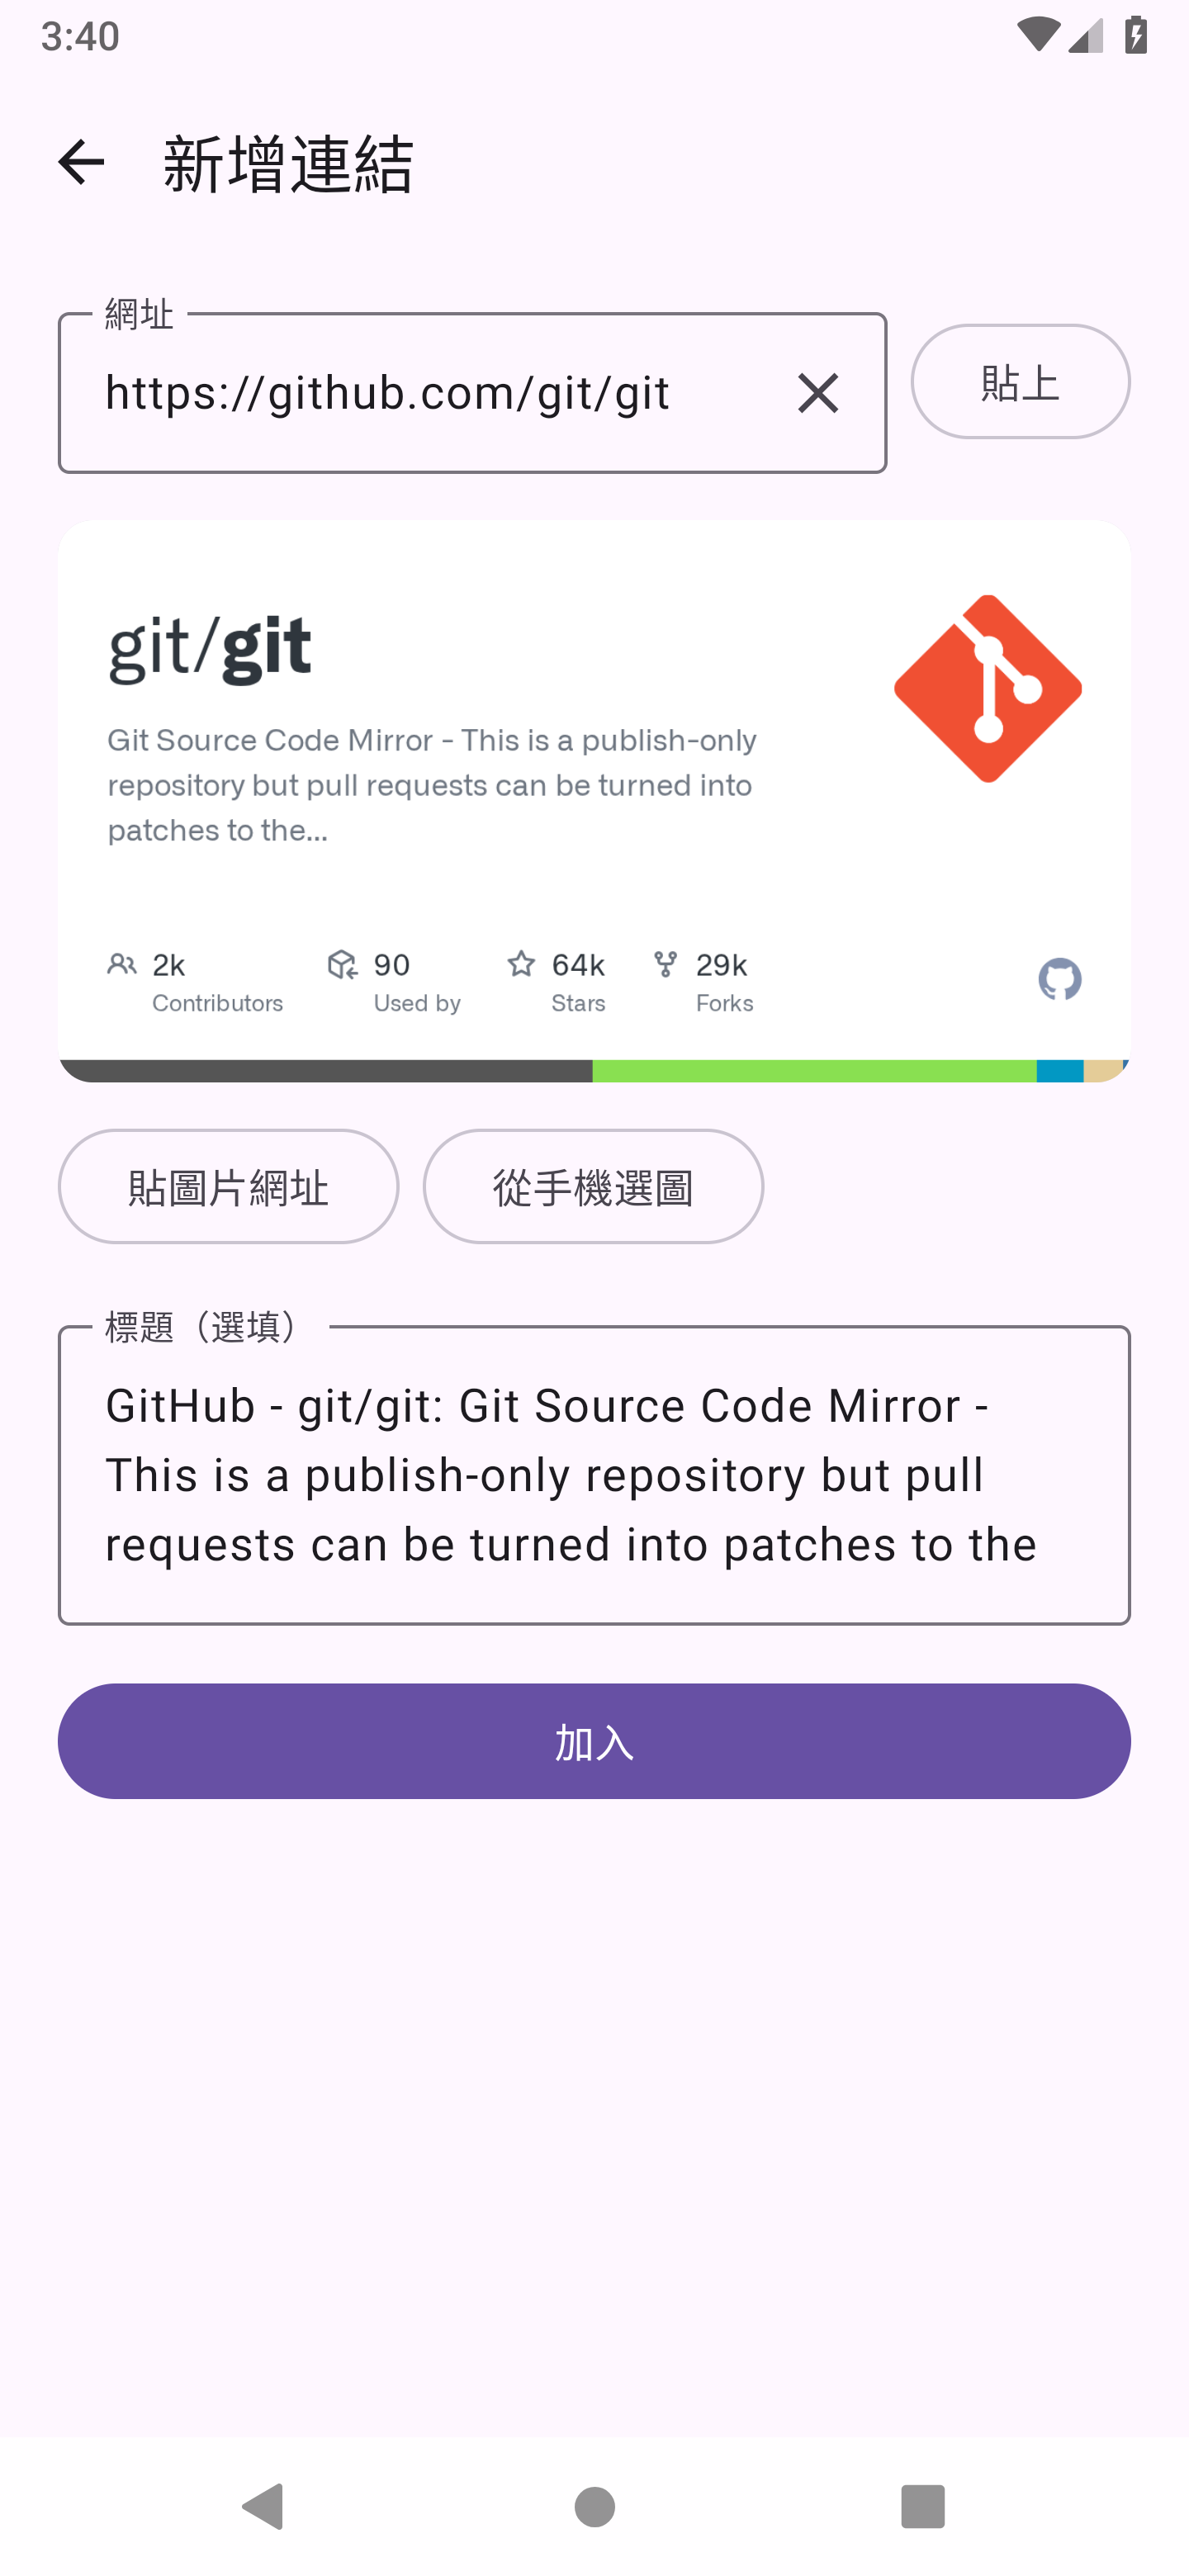 3:40
新增連結
網址
https://github.com/git/git
貼上
git/git
Git Source Code Mirror - This is a publish-only
repository but pull requests can be turned into
patches to the...
2k
Contributors
90
Used by
64k
Stars
29k
Forks
貼圖片網址
從手機選圖
標題（選填）
GitHub - git/git: Git Source Code Mirror -
This is a publish-only repository but pull
requests can be turned into patches to the
加入